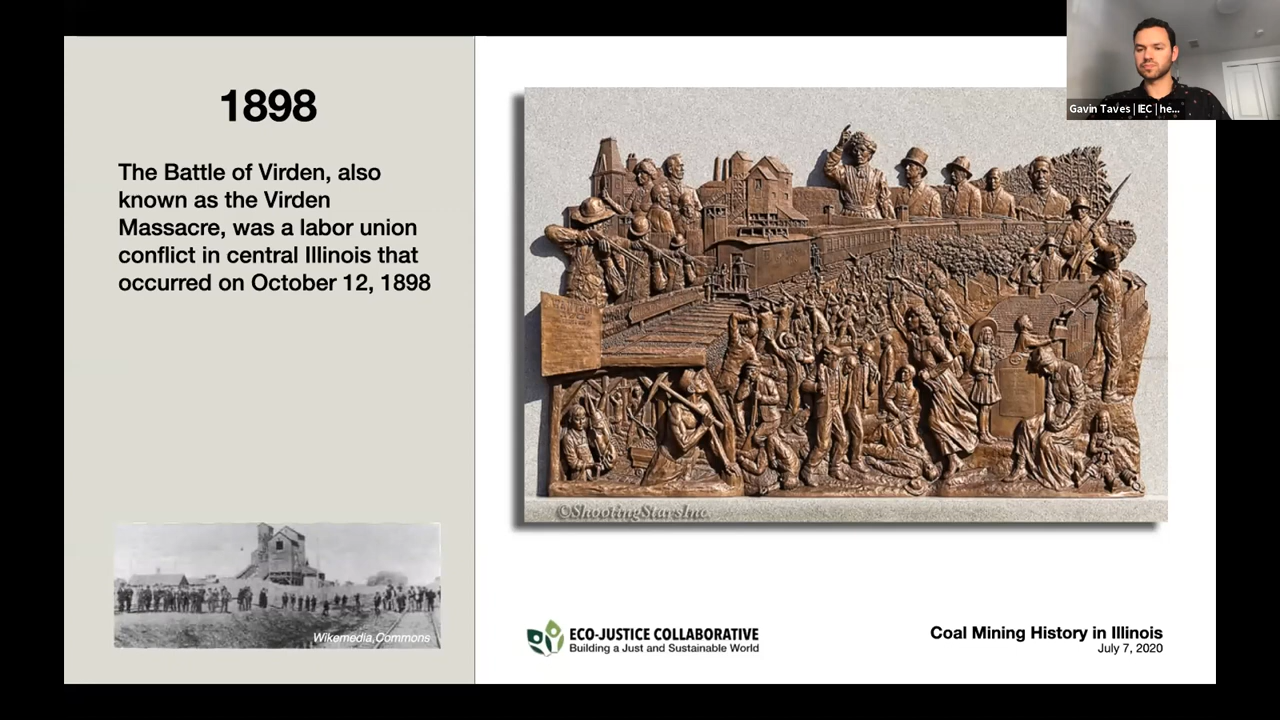 1898
The Battle of Virden, also
known as the Virden
Massacre, was a labor union
conflict in central Illinois that
occurred on October 12, 1898
Wikemedia,Commons
©ShootingStarsInc.
Gavin Taves | IEC | he...
ECO-JUSTICE COLLABORATIVE
Building a Just and Sustainable World
Coal Mining History in Illinois
July 7, 2020